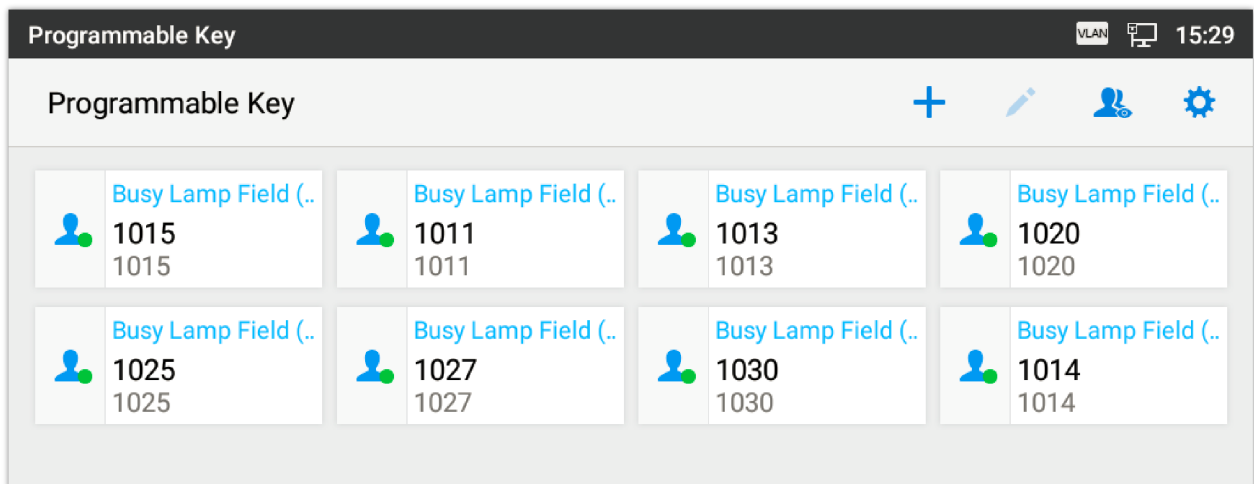 Programmable Key
VLAN
15:29
Programmable Key
Busy Lamp Field (..
1015
1015
Busy Lamp Field (..
1011
1011
Busy Lamp Field (..
1013
1013
Busy Lamp Field (..
1020
1020
Busy Lamp Field (..
1025
1025
Busy Lamp Field (..
1027
1027
Busy Lamp Field (..
1030
1030
Busy Lamp Field (..
1014
1014